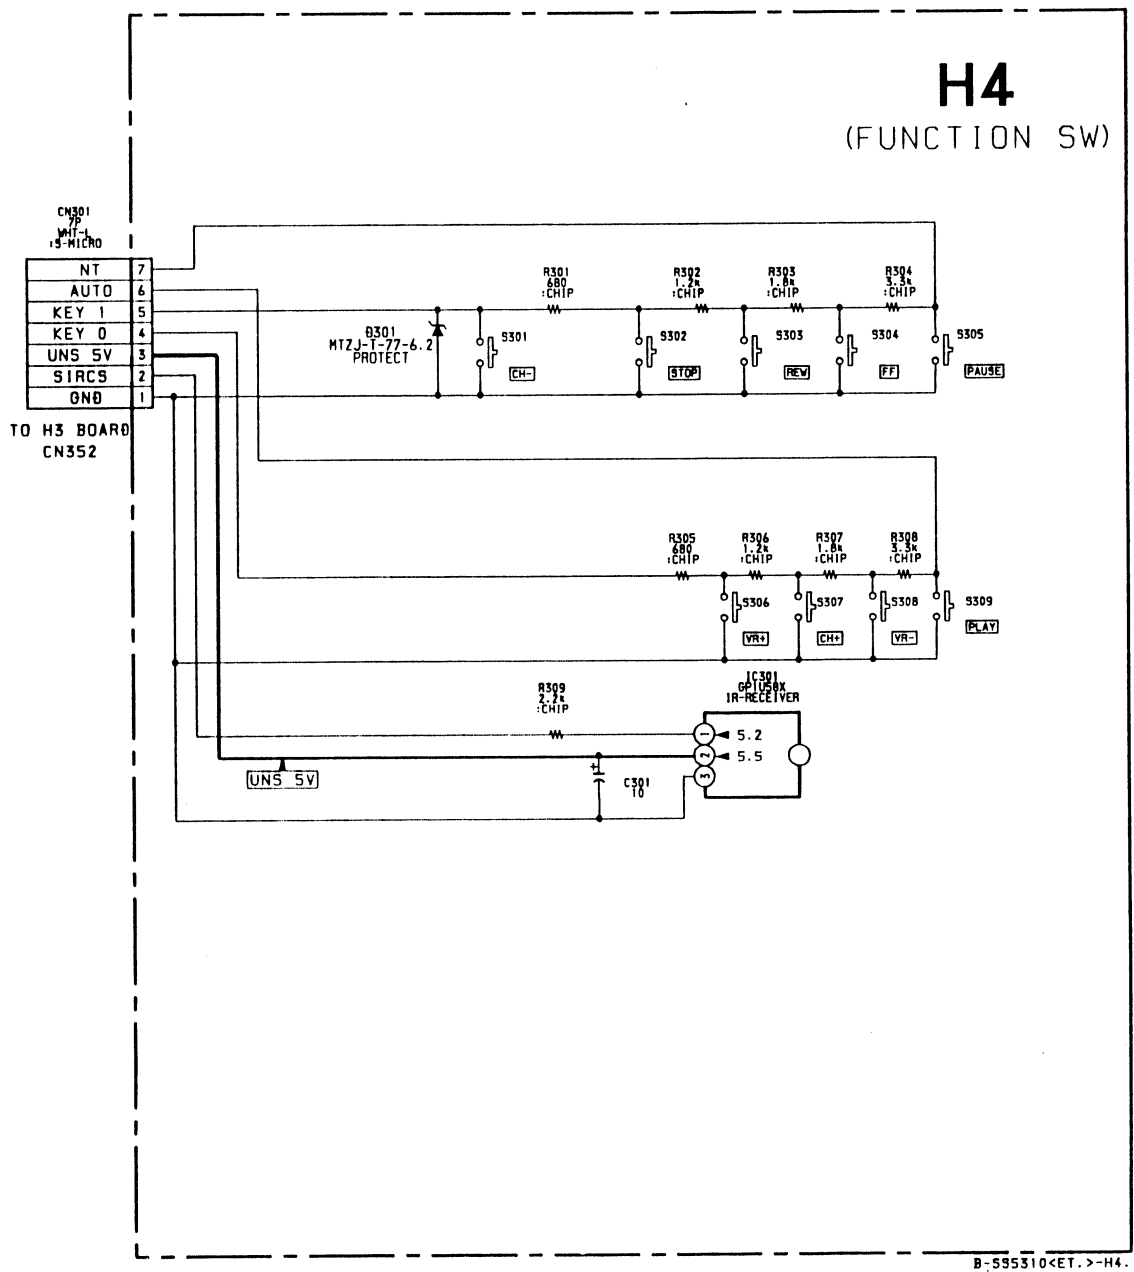 H4
(FUNCTION SW)
CN301
7P
WHT-L
:S-MICRO
NT 7
AUTO 6
KEY 1 5
KEY 0 4
UNS 5V 3
SIRCS 2
GND 1
TO H3 BOARD
CN352
R301
680
:CHIP
R302
1.2k
:CHIP
R303
1.8k
:CHIP
R304
3.3k
:CHIP
D301
MTZJ-T-77-6.2
PROTECT
S301
CH-
S302
STOP
S303
REW
S304
FF
S305
PAUSE
R305
680
:CHIP
R306
1.2k
:CHIP
R307
1.8k
:CHIP
R308
3.3k
:CHIP
S306
VR+
S307
CH+
S308
VR-
S309
PLAY
R309
2.2k
:CHIP
IC301
GP1U58X
IR-RECEIVER
1 5.2
2 5.5
3
UNS 5V
+
C301
TO
B-595310<ET.>-H4.